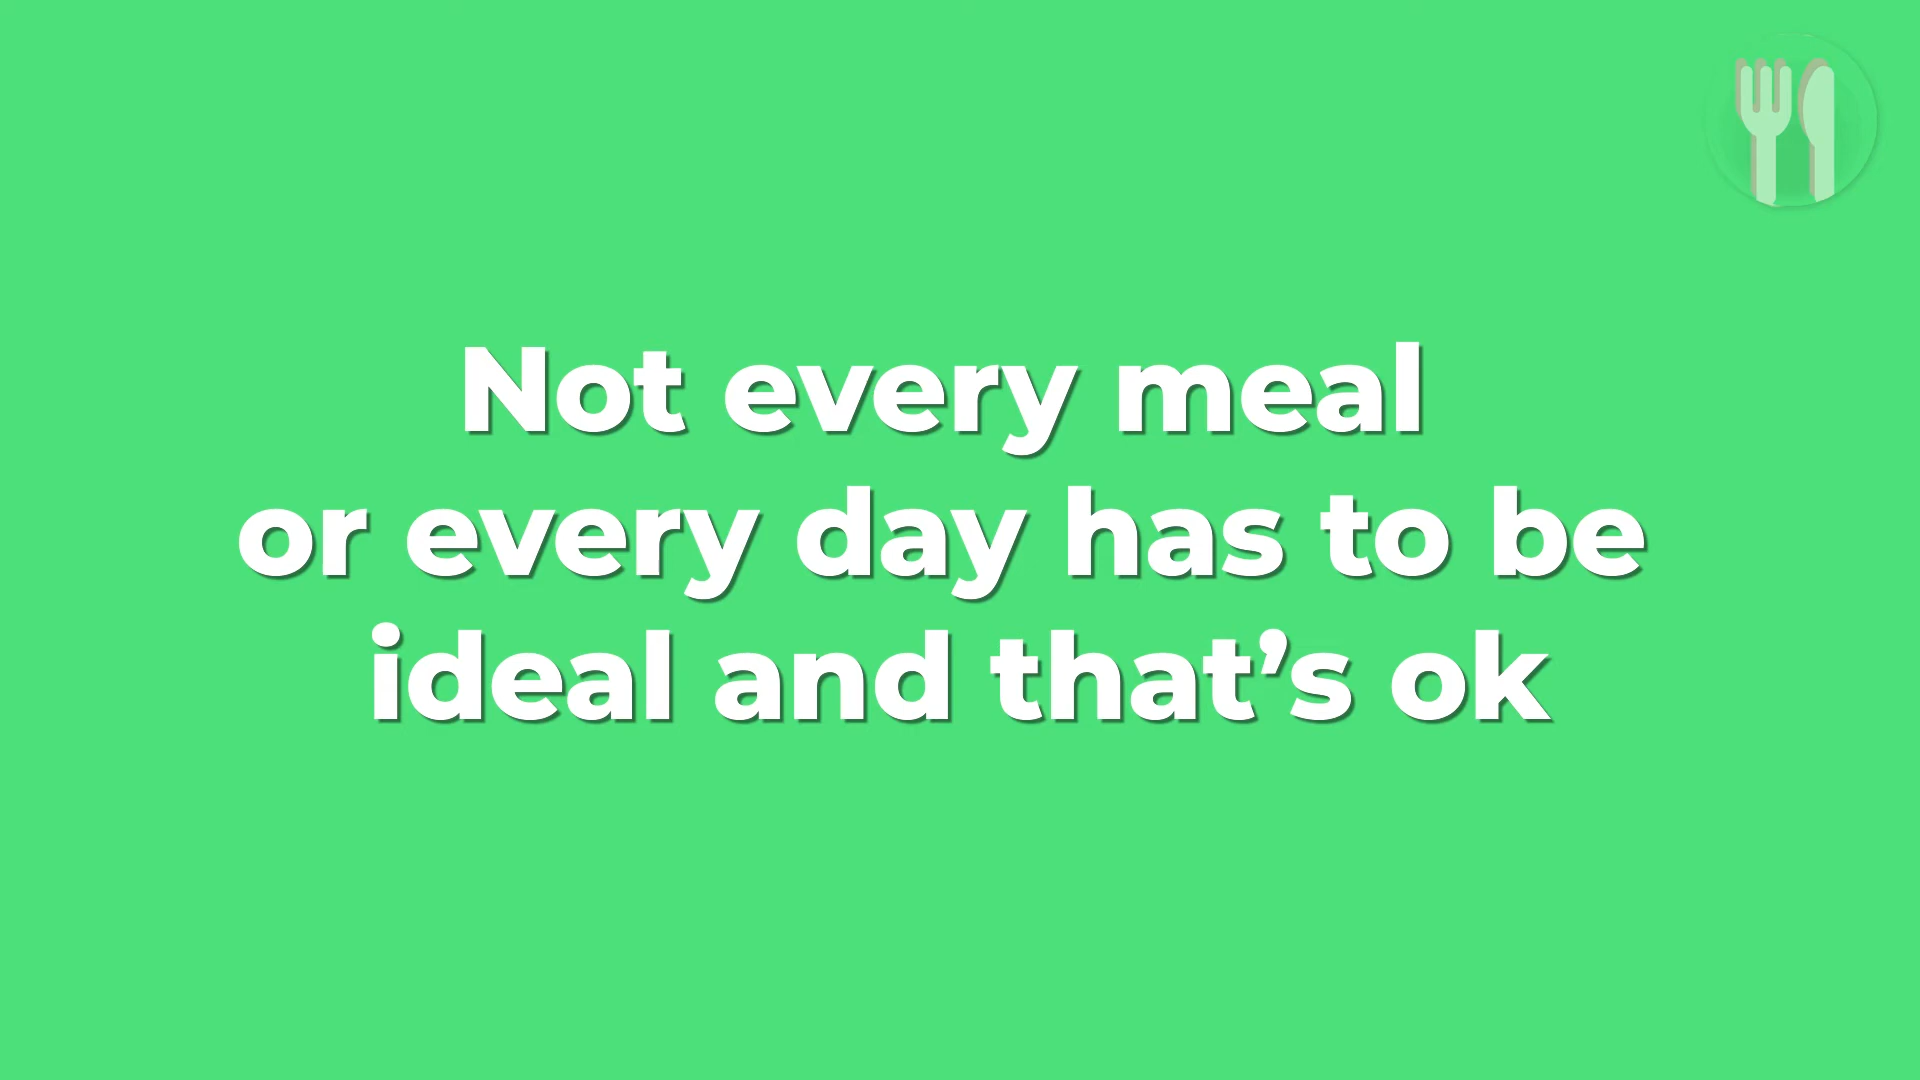 Not every meal
or every day has to be
ideal and that’s ok